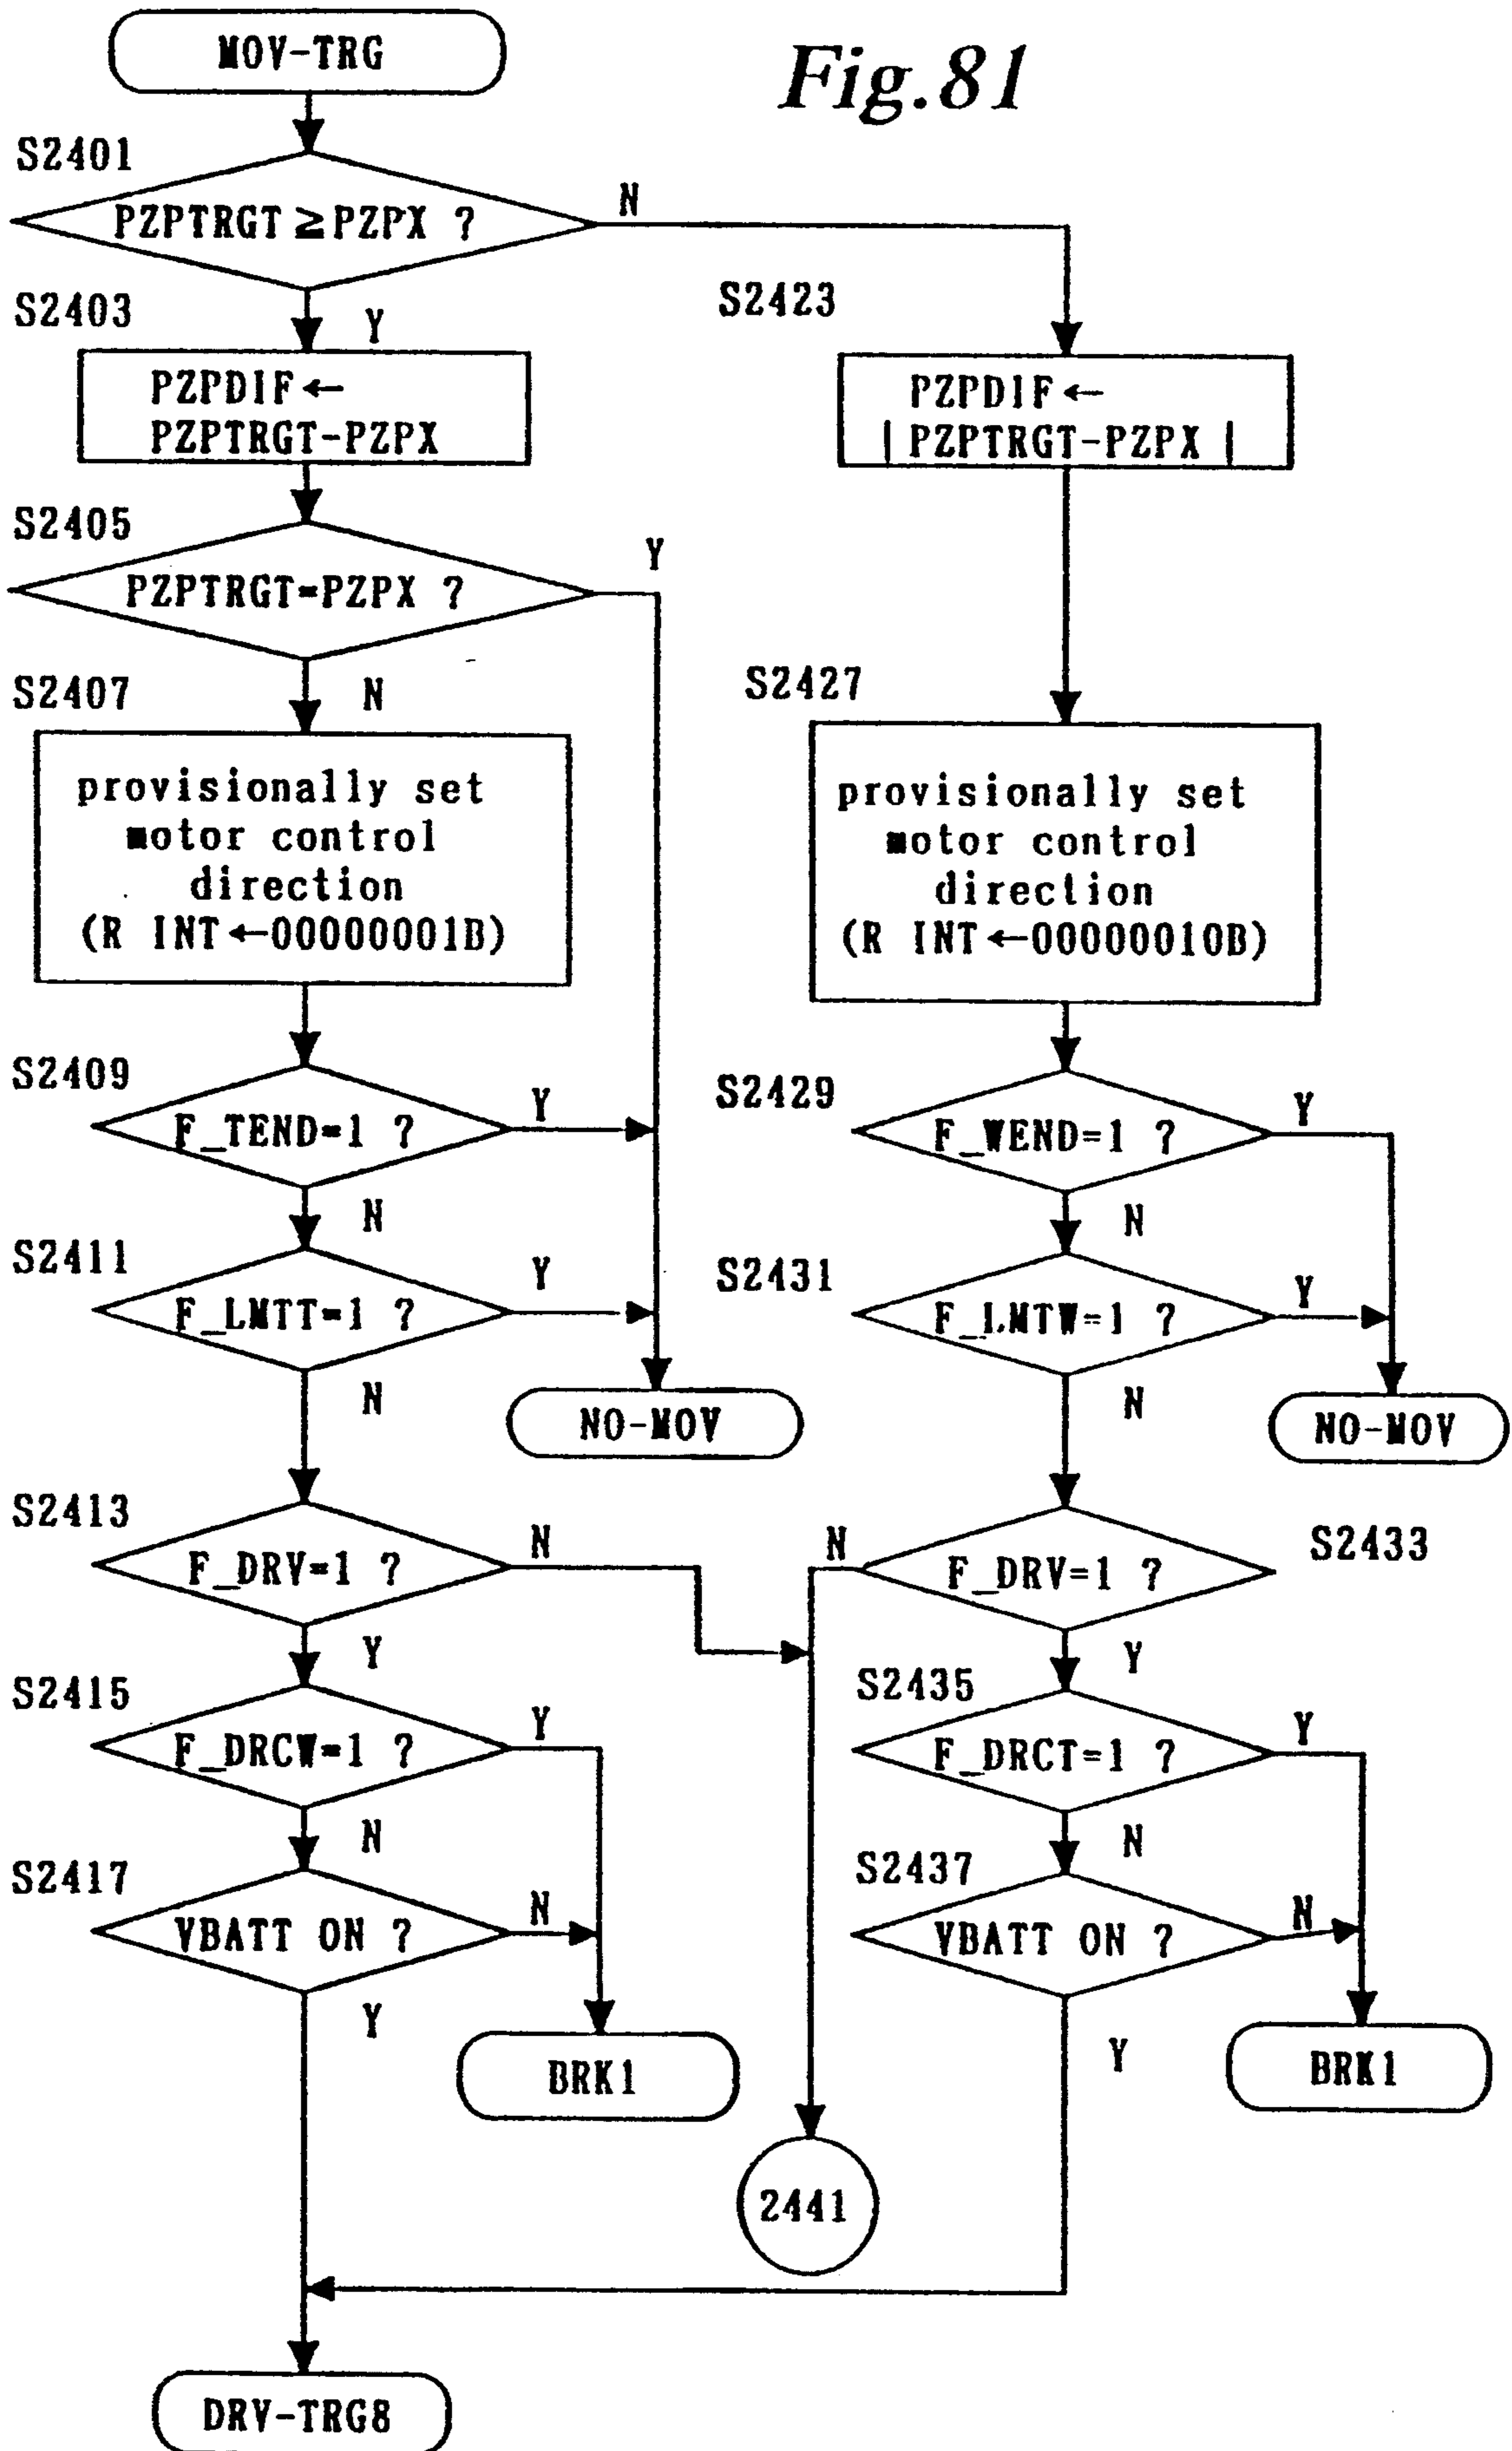 Fig.81
MOV-TRG
S2401
PZPTRGT≧PZPX ?
N
Y
S2403
PZPDIF←
PZPTRGT-PZPX
S2405
PZPTRGT=PZPX ?
Y
N
S2407
provisionally set
motor control
direction
(R INT←00000001B)
S2409
F_TEND=1 ?
Y
N
S2411
F_LMTT=1 ?
Y
N
NO-MOV
S2413
F_DRV=1 ?
N
Y
S2415
F_DRCW=1 ?
Y
N
S2417
VBATT ON ?
N
Y
BRK1
S2423
PZPDIF←
| PZPTRGT-PZPX |
S2427
provisionally set
motor control
direction
(R INT←00000010B)
S2429
F_WEND=1 ?
Y
N
S2431
F_LMTW=1 ?
Y
N
NO-MOV
S2433
F_DRV=1 ?
N
Y
S2435
F_DRCT=1 ?
Y
N
S2437
VBATT ON ?
N
Y
BRK1
2441
DRV-TRG8